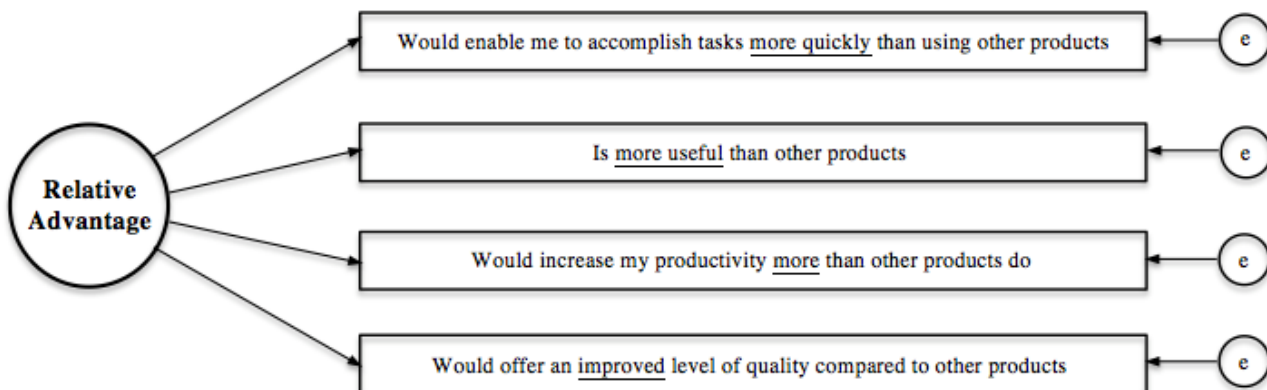 Would enable me to accomplish tasks more quickly than using other products
e
Is more useful than other products
e
Relative
Advantage
Would increase my productivity more than other products do
e
Would offer an improved level of quality compared to other products
e